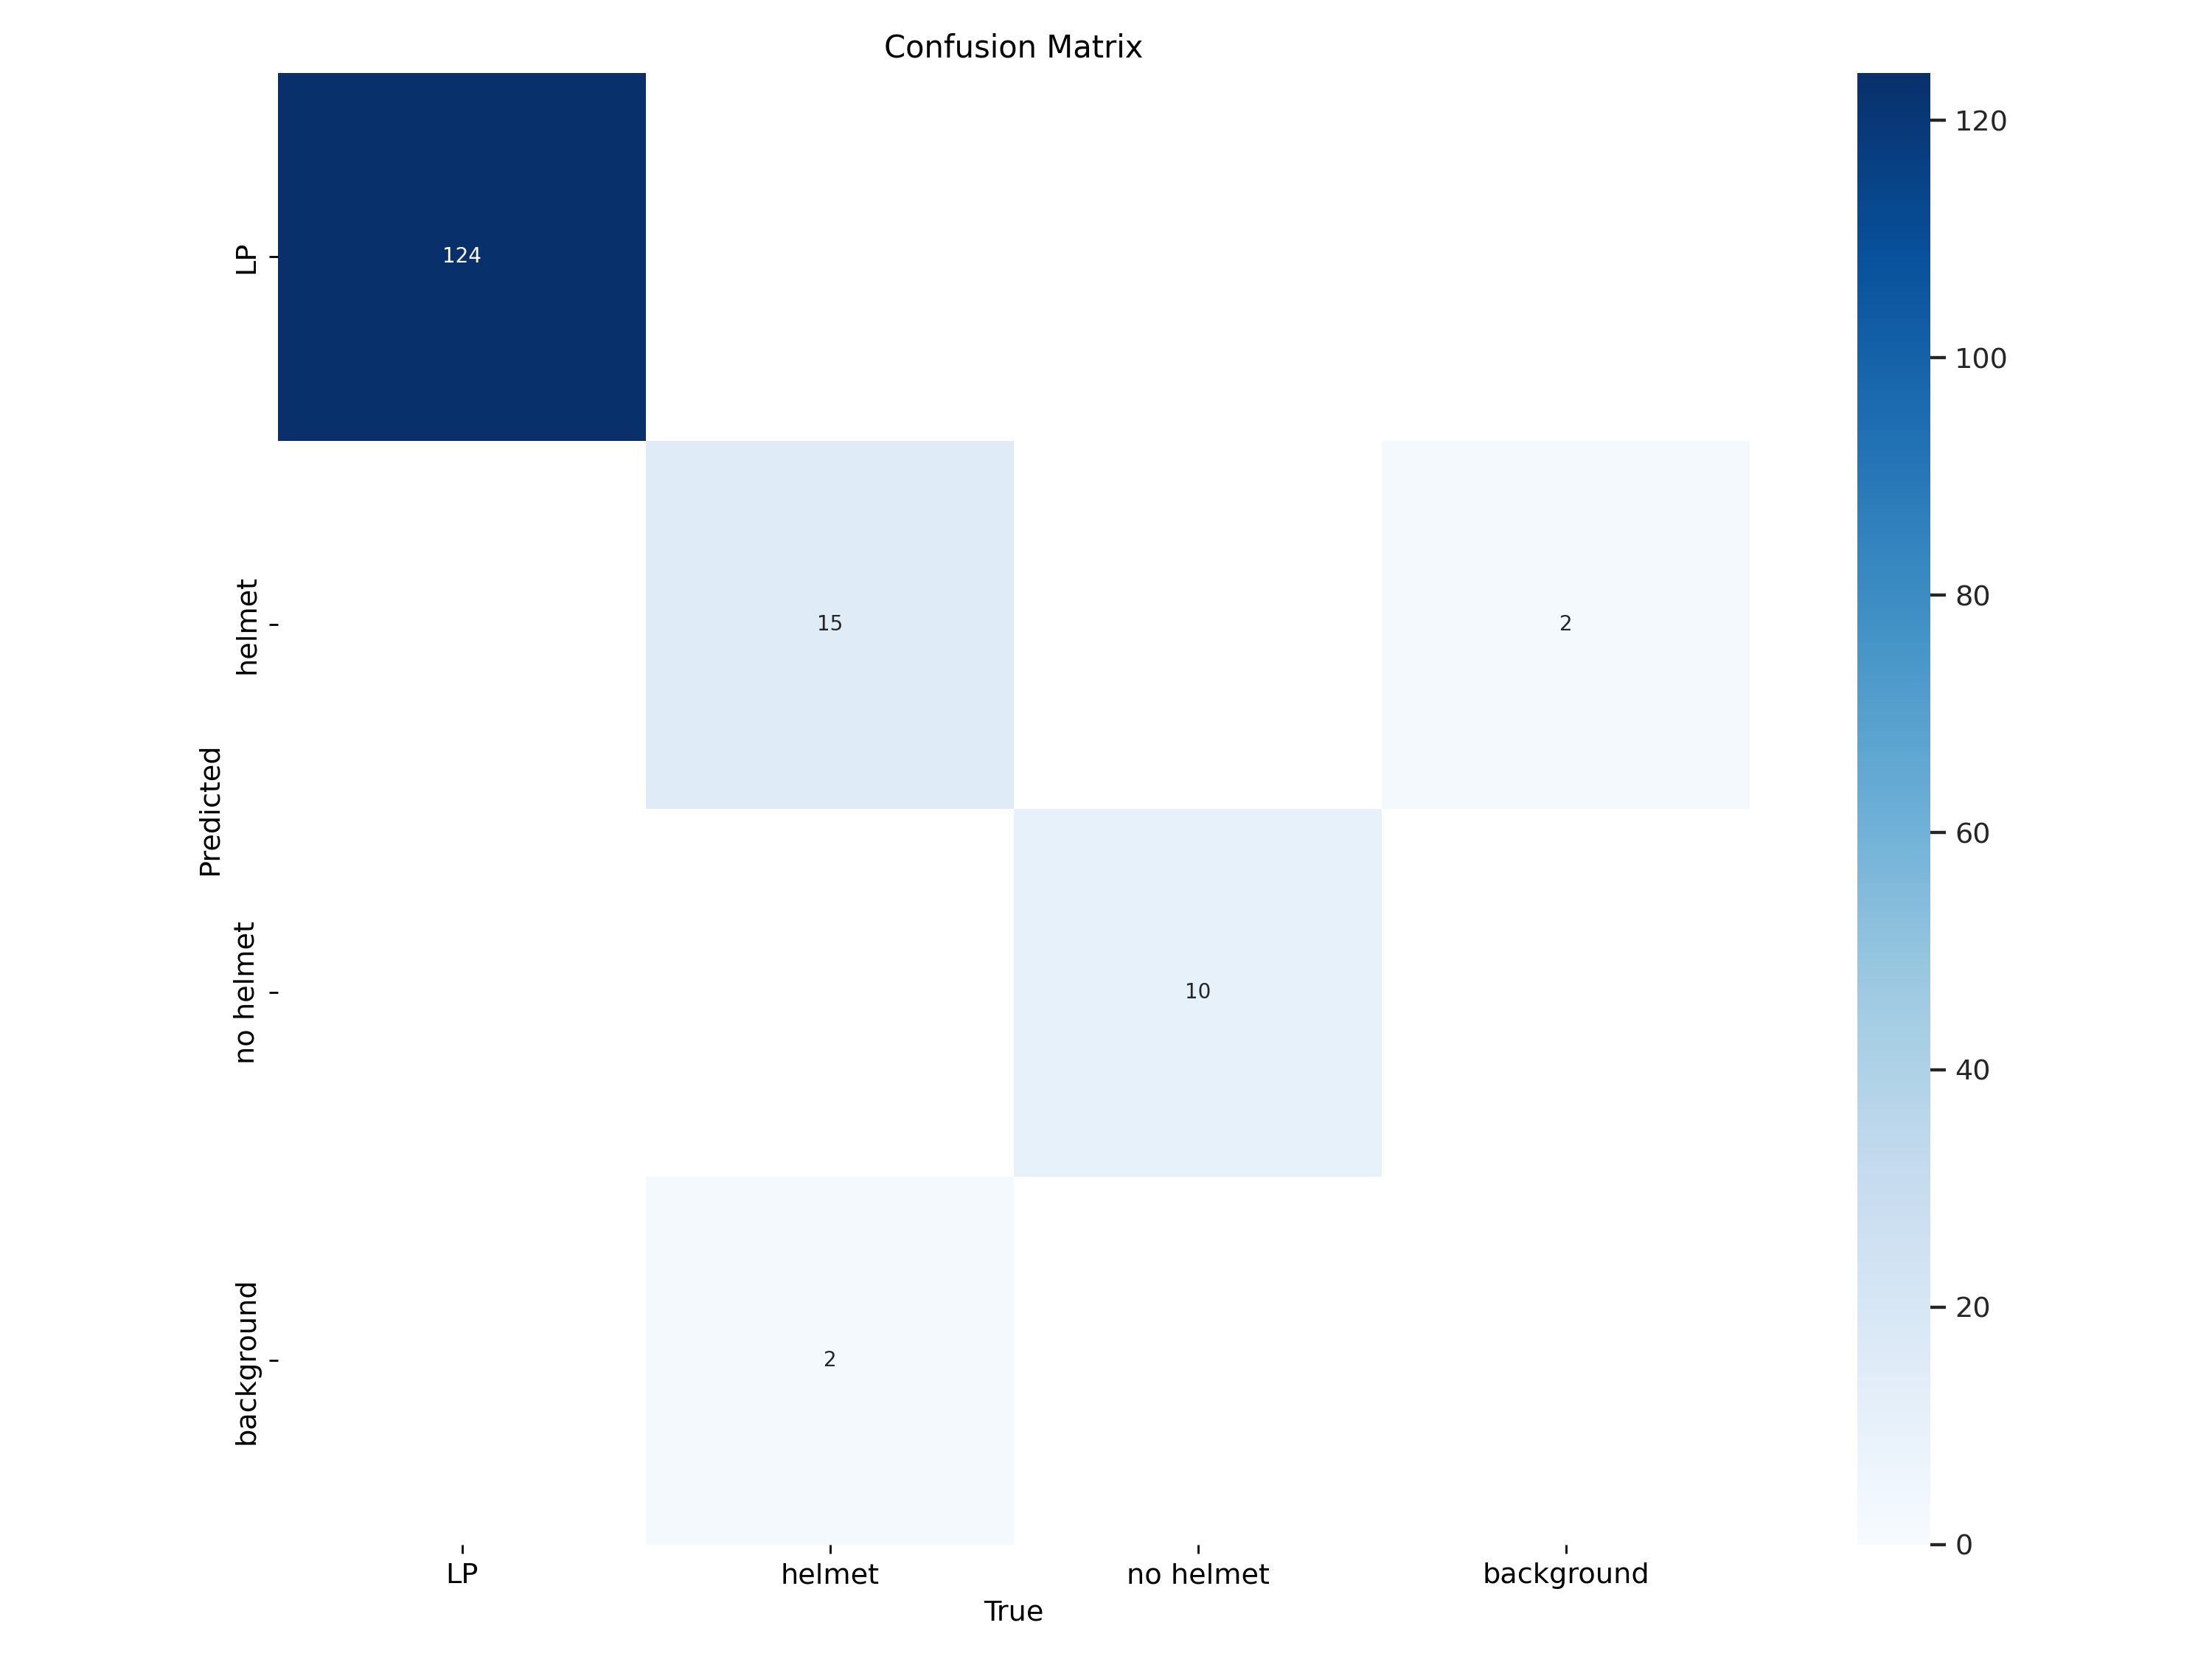 Confusion Matrix
LP
124
helmet
15
2
Predicted
no helmet
10
background
2
LP
helmet
no helmet
background
True
120
100
80
60
40
20
0